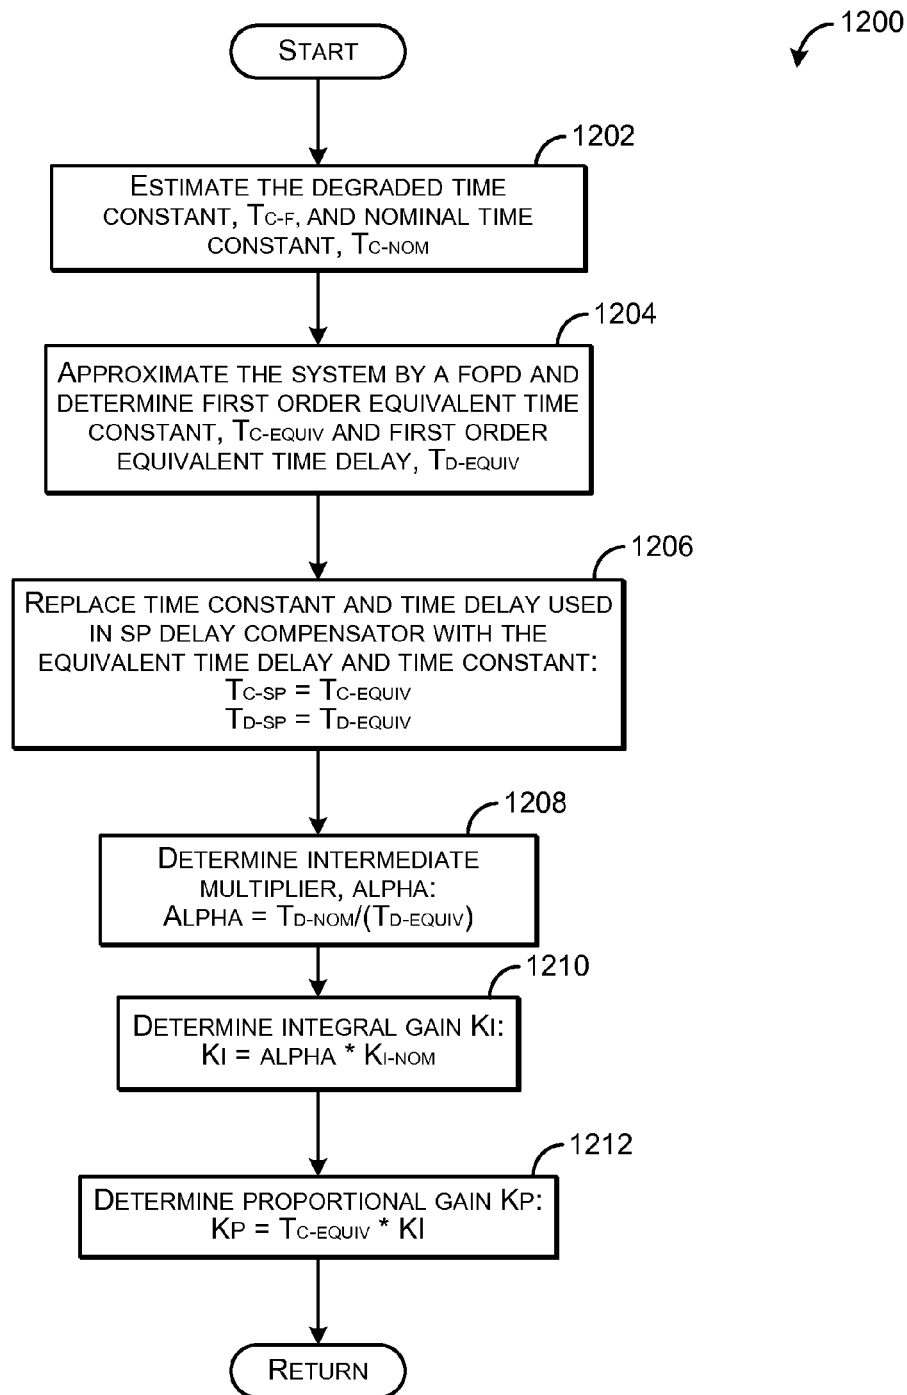 1200
START
1202
ESTIMATE THE DEGRADED TIME
CONSTANT, TC-F, AND NOMINAL TIME
CONSTANT, TC-NOM
1204
APPROXIMATE THE SYSTEM BY A FOPD AND
DETERMINE FIRST ORDER EQUIVALENT TIME
CONSTANT, TC-EQUIV AND FIRST ORDER
EQUIVALENT TIME DELAY, TD-EQUIV
1206
REPLACE TIME CONSTANT AND TIME DELAY USED
IN SP DELAY COMPENSATOR WITH THE
EQUIVALENT TIME DELAY AND TIME CONSTANT:
TC-SP = TC-EQUIV
TD-SP = TD-EQUIV
1208
DETERMINE INTERMEDIATE
MULTIPLIER, ALPHA:
ALPHA = TD-NOM/(TD-EQUIV)
1210
DETERMINE INTEGRAL GAIN KI:
KI = ALPHA * KI-NOM
1212
DETERMINE PROPORTIONAL GAIN KP:
KP = TC-EQUIV * KI
RETURN